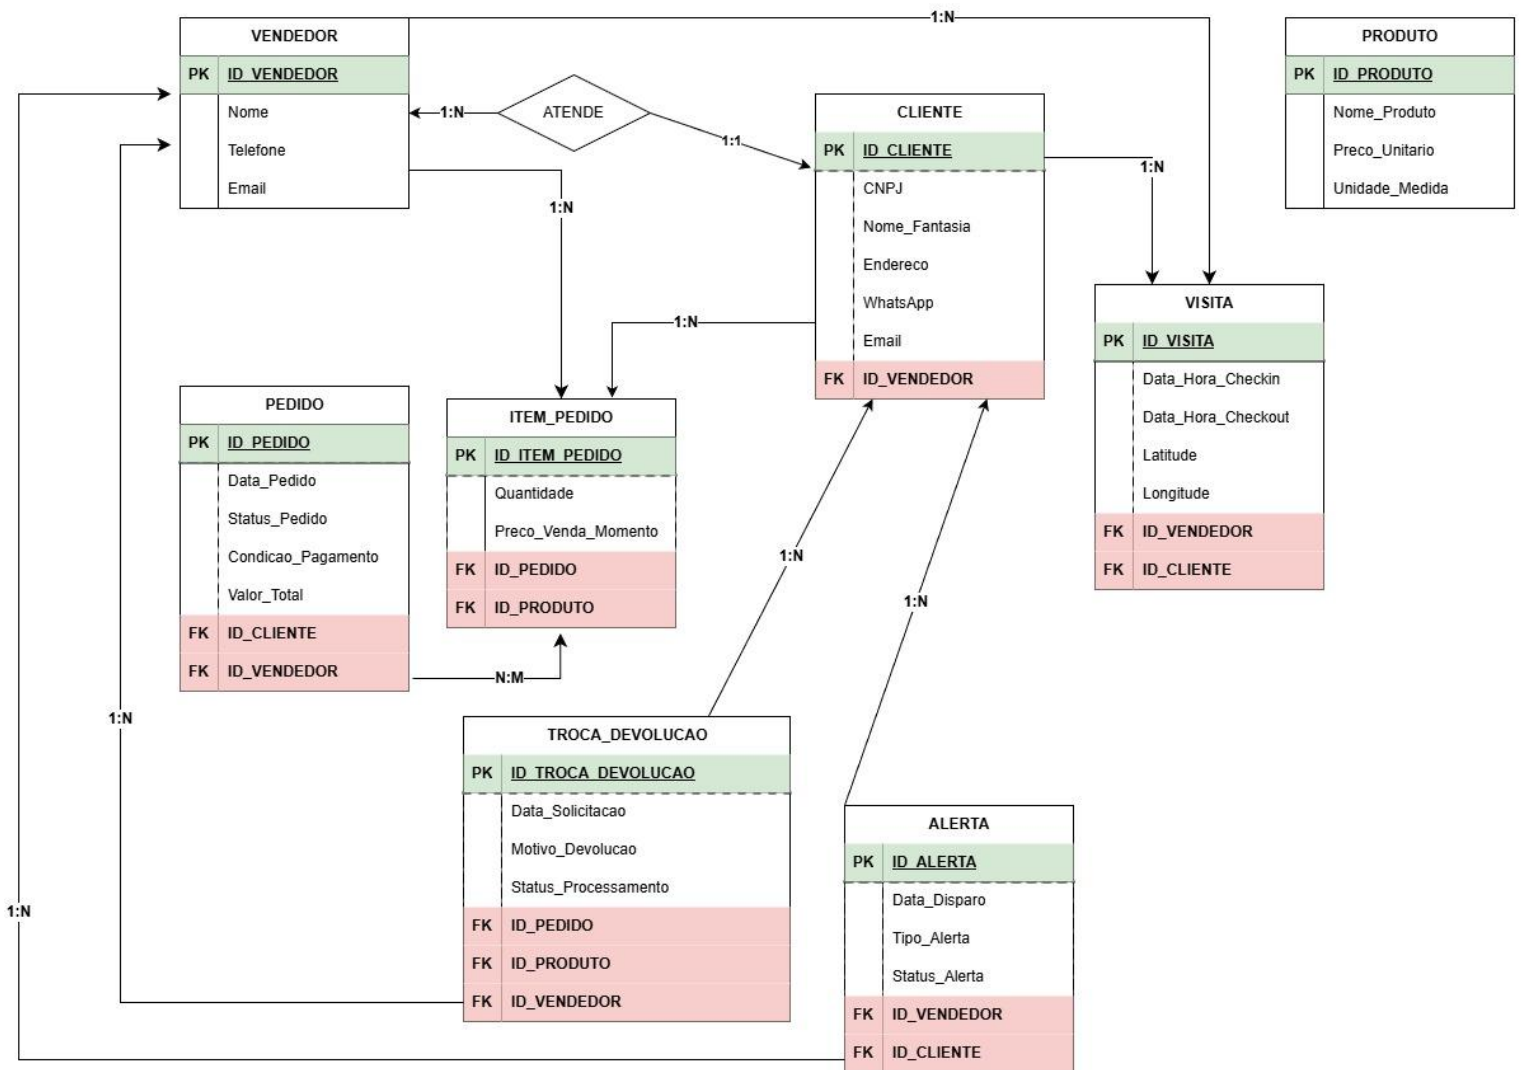 1:N
VENDEDOR
PK ID_VENDEDOR
Nome
Telefone
Email
1:N
ATENDE
1:1
CLIENTE
PK ID_CLIENTE
CNPJ
Nome_Fantasia
Endereco
WhatsApp
Email
FK ID_VENDEDOR
1:N
PRODUTO
PK ID_PRODUTO
Nome_Produto
Preco_Unitario
Unidade_Medida
1:N
1:N
VISITA
PK ID_VISITA
Data_Hora_Checkin
Data_Hora_Checkout
Latitude
Longitude
FK ID_VENDEDOR
FK ID_CLIENTE
PEDIDO
PK ID_PEDIDO
Data_Pedido
Status_Pedido
Condicao_Pagamento
Valor_Total
FK ID_CLIENTE
FK ID_VENDEDOR
ITEM_PEDIDO
PK ID_ITEM_PEDIDO
Quantidade
Preco_Venda_Momento
FK ID_PEDIDO
FK ID_PRODUTO
N:M
1:N
1:N
1:N
TROCA_DEVOLUCAO
PK ID_TROCA_DEVOLUCAO
Data_Solicitacao
Motivo_Devolucao
Status_Processamento
FK ID_PEDIDO
FK ID_PRODUTO
FK ID_VENDEDOR
ALERTA
PK ID_ALERTA
Data_Disparo
Tipo_Alerta
Status_Alerta
FK ID_VENDEDOR
FK ID_CLIENTE
1:N